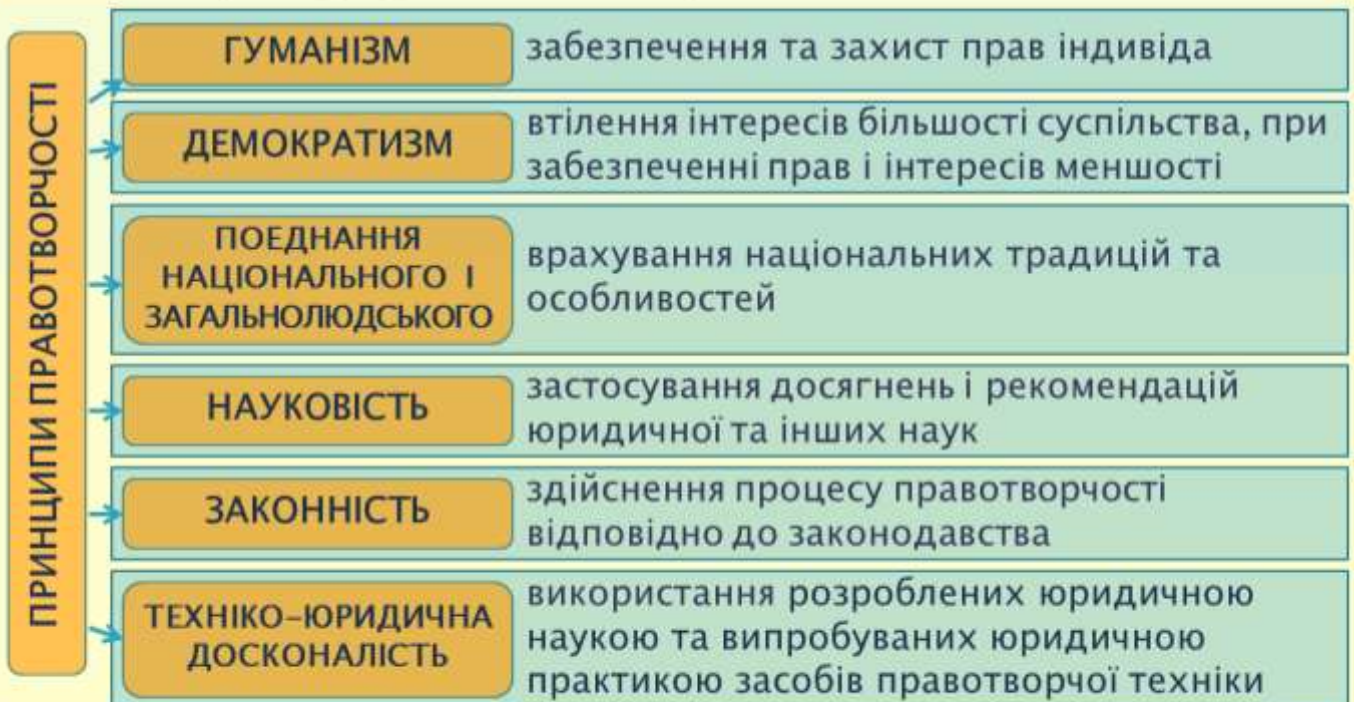 ПРИНЦИПИ ПРАВОТВОРЧОСТІ
ГУМАНІЗМ
забезпечення та захист прав індивіда
ДЕМОКРАТИЗМ
втілення інтересів більшості суспільства, при
забезпеченні прав і інтересів меншості
ПОЕДНАННЯ
НАЦІОНАЛЬНОГО І
ЗАГАЛЬНОЛЮДСЬКОГО
врахування національних традицій та
особливостей
НАУКОВІСТЬ
застосування досягнень і рекомендацій
юридичної та інших наук
ЗАКОННІСТЬ
здійснення процесу правотворчості
відповідно до законодавства
ТЕХНІКО-ЮРИДИЧНА
ДОСКОНАЛІСТЬ
використання розроблених юридичною
наукою та випробуваних юридичною
практикою засобів правотворчої техніки